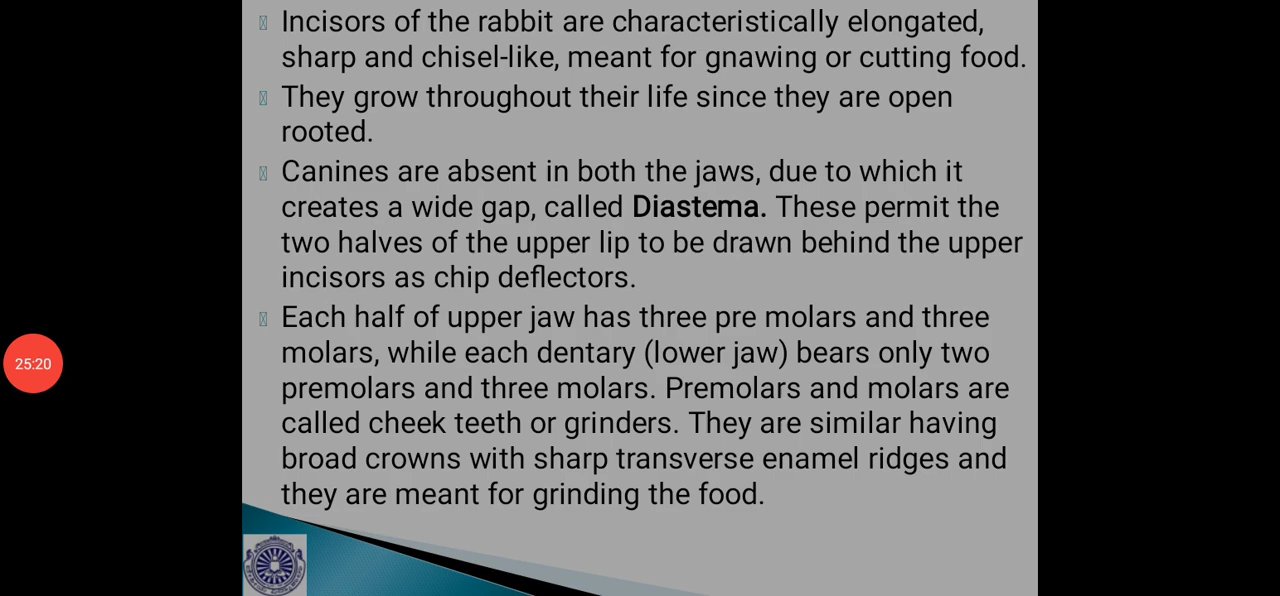 Incisors of the rabbit are characteristically elongated,
sharp and chisel-like, meant for gnawing or cutting food.
They grow throughout their life since they are open
rooted.
Canines are absent in both the jaws, due to which it
creates a wide gap, called Diastema. These permit the
two halves of the upper lip to be drawn behind the upper
incisors as chip deflectors.
Each half of upper jaw has three pre molars and three
molars, while each dentary (lower jaw) bears only two
premolars and three molars. Premolars and molars are
called cheek teeth or grinders. They are similar having
broad crowns with sharp transverse enamel ridges and
they are meant for grinding the food.
25:20